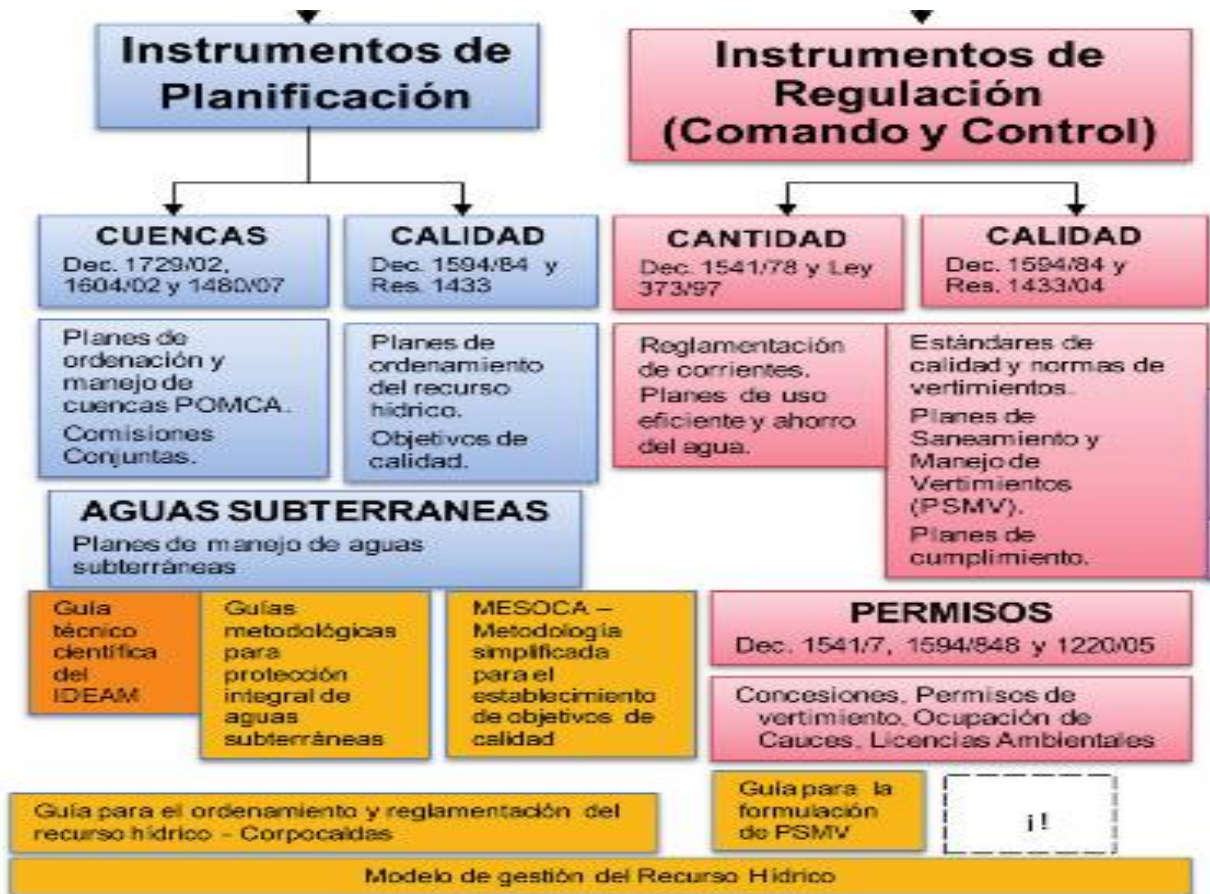 Instrumentos de
Planificación
Instrumentos de
Regulación
(Comando y Control)
CUENCAS
Dec. 1729/02,
1604/02 y 1480/07
CALIDAD
Dec. 1594/84 y
Res. 1433
CANTIDAD
Dec. 1541/78 y Ley
373/97
CALIDAD
Dec. 1594/84 y
Res. 1433/04
Planes de
ordenación y
manejo de
cuencas POMCA.
Comisiones
Conjuntas.
Planes de
ordenamiento
del recurso
hídrico.
Objetivos de
calidad.
Reglamentación
de corrientes.
Planes de uso
eficiente y ahorro
del agua.
Estándares de
calidad y normas de
vertimientos.
Planes de
Saneamiento y
Manejo de
Vertimientos
(PSMV).
Planes de
cumplimiento.
AGUAS SUBTERRANEAS
Planes de manejo de aguas
subterráneas
Guía
técnico
científica
del
IDEAM
Guías
metodológicas
para
protección
integral de
aguas
subterráneas
MESOCA –
Metodología
simplificada
para el
establecimiento
de objetivos de
calidad
PERMISOS
Dec. 1541/7, 1594/848 y 1220/05
Concesiones, Permisos de
vertimiento, Ocupación de
Cauces, Licencias Ambientales
Guía para el ordenamiento y reglamentación del
recurso hídrico - Corpocaldas
Guía para la
formulación
de PSMV
¡!
Modelo de gestión del Recurso Hídrico